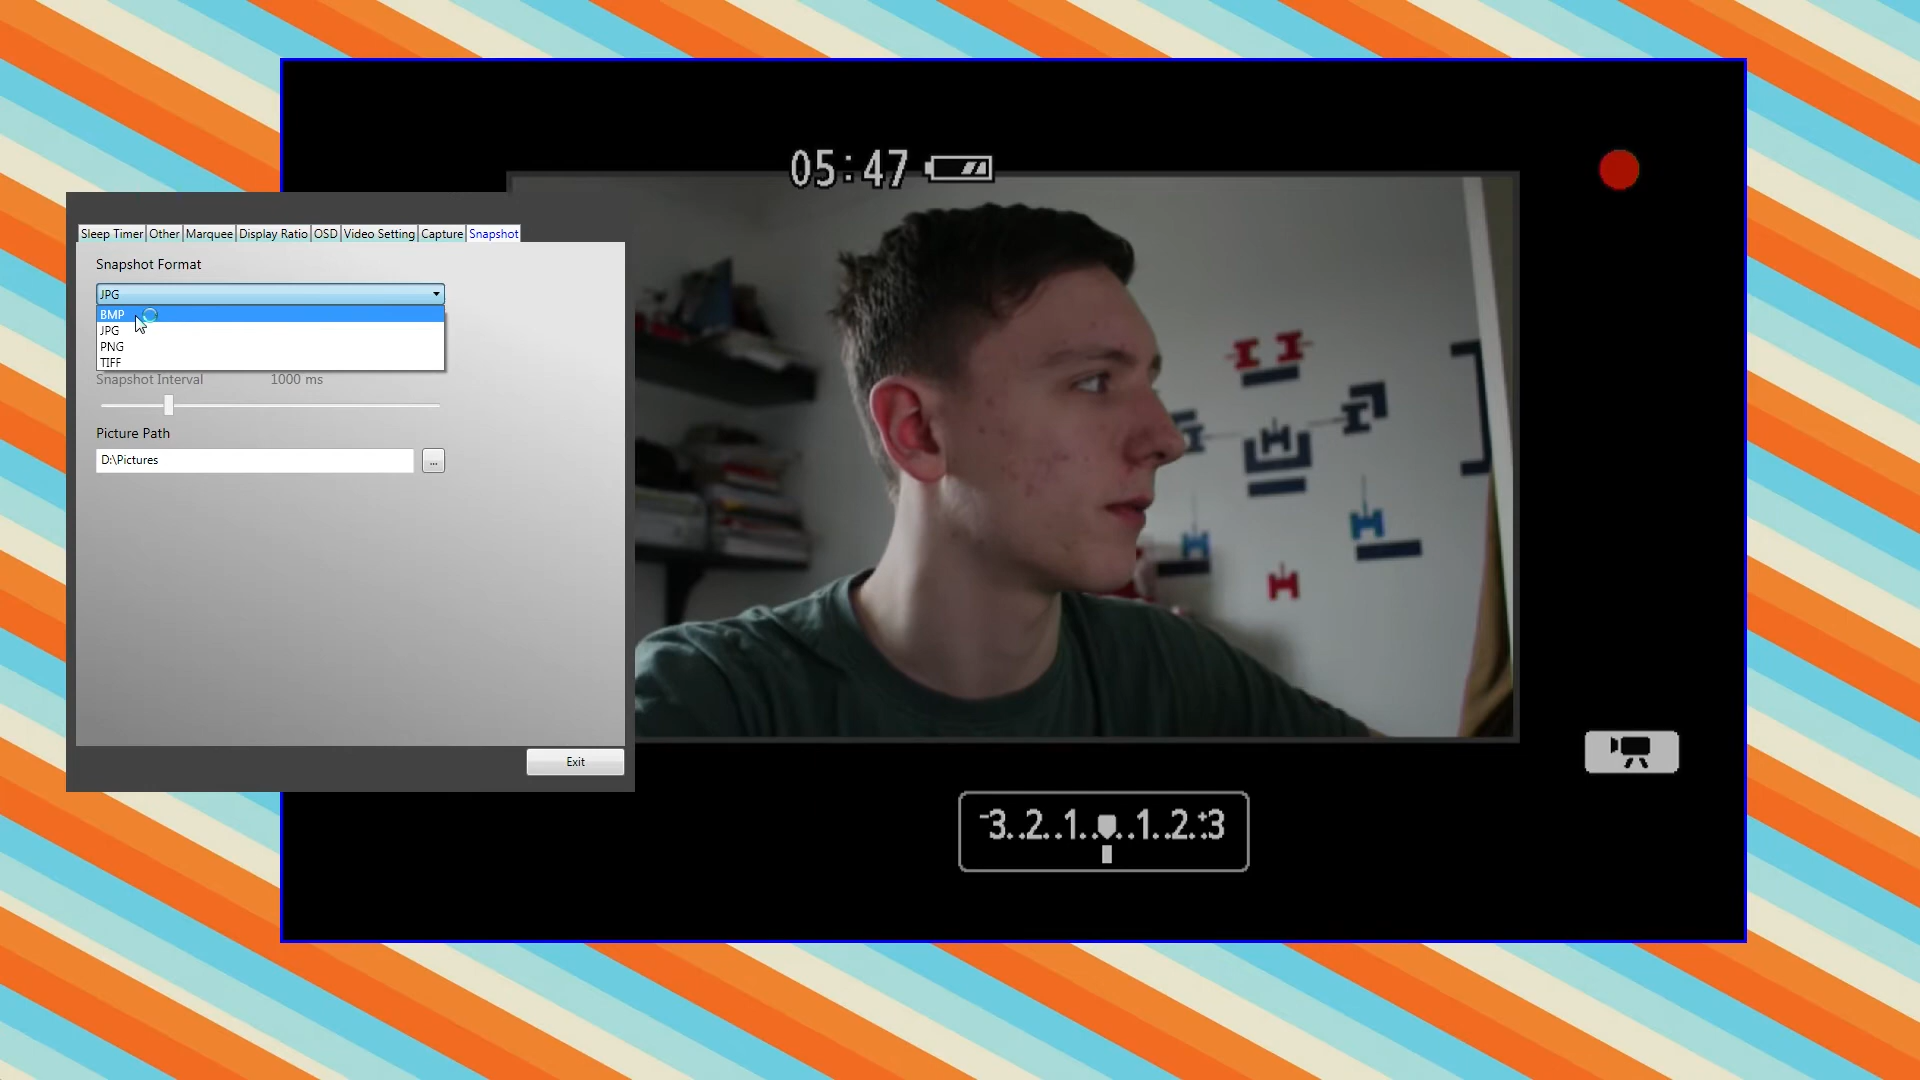 05:47
Sleep Timer Other Marquee Display Ratio OSD Video Setting Capture Snapshot
Snapshot Format
JPG
BMP
JPG
PNG
TIFF
Snapshot Interval 1000 ms
Picture Path
D:\Pictures ...
Exit
-3..2..1....1..2..+3